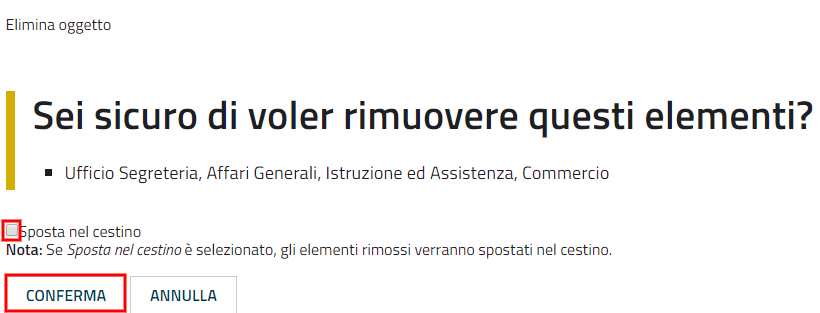 Elimina oggetto
Sei sicuro di voler rimuovere questi elementi?
Ufficio Segreteria, Affari Generali, Istruzione ed Assistenza, Commercio
Sposta nel cestino
Nota: Se Sposta nel cestino è selezionato, gli elementi rimossi verranno spostati nel cestino.
CONFERMA ANNULLA